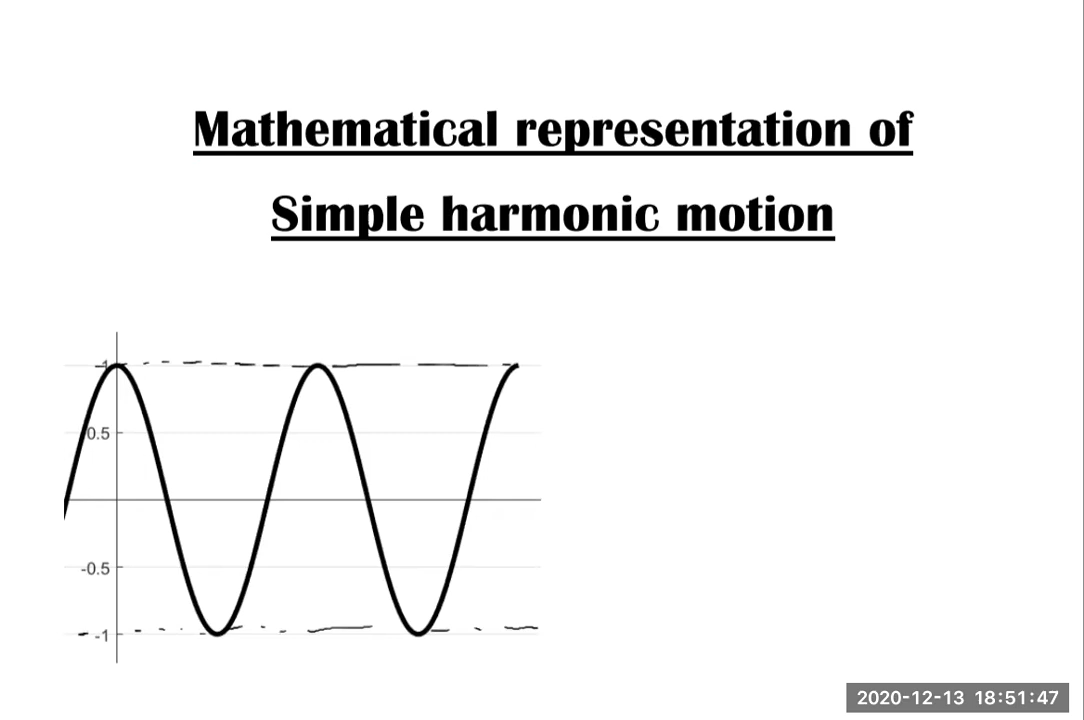 Mathematical representation of
Simple harmonic motion
1
0.5
-0.5
-1
2020-12-13 18:51:47